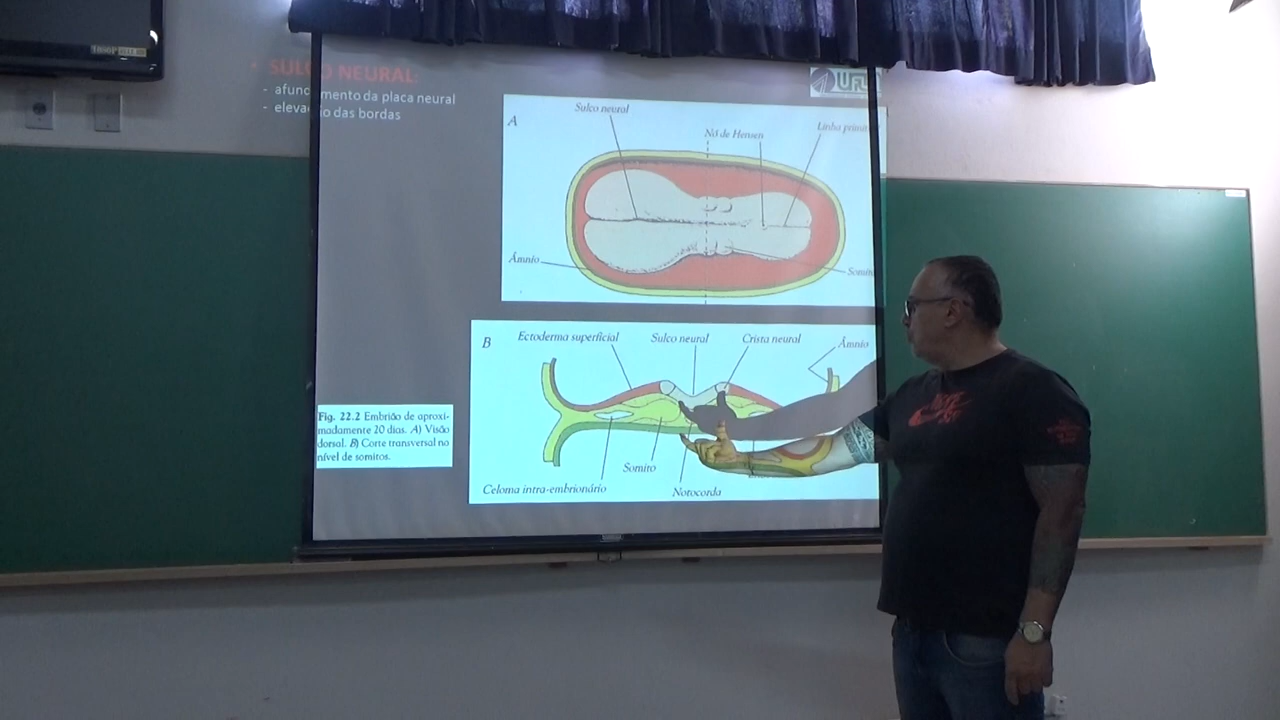 SULCO NEURAL:
- afundamento da placa neural
- elevação das bordas
A
Sulco neural
Nó de Hensen
Âmnio
B
Ectoderma superficial
Sulco neural
Crista neural
Âmnio
Somito
Celoma intra-embrionário
Notocorda
Fig. 22.2 Embrião de aproxi-
madamente 20 dias. A) Visão
dorsal. B) Corte transversal no
nível de somitos.